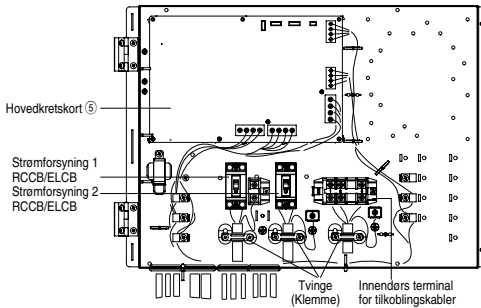 Hovedkretskort ⑤
Strømforsyning 1
RCCB/ELCB
Strømforsyning 2
RCCB/ELCB
Tvinge
(Klemme)
Innendørs terminal
for tilkoblingskabler